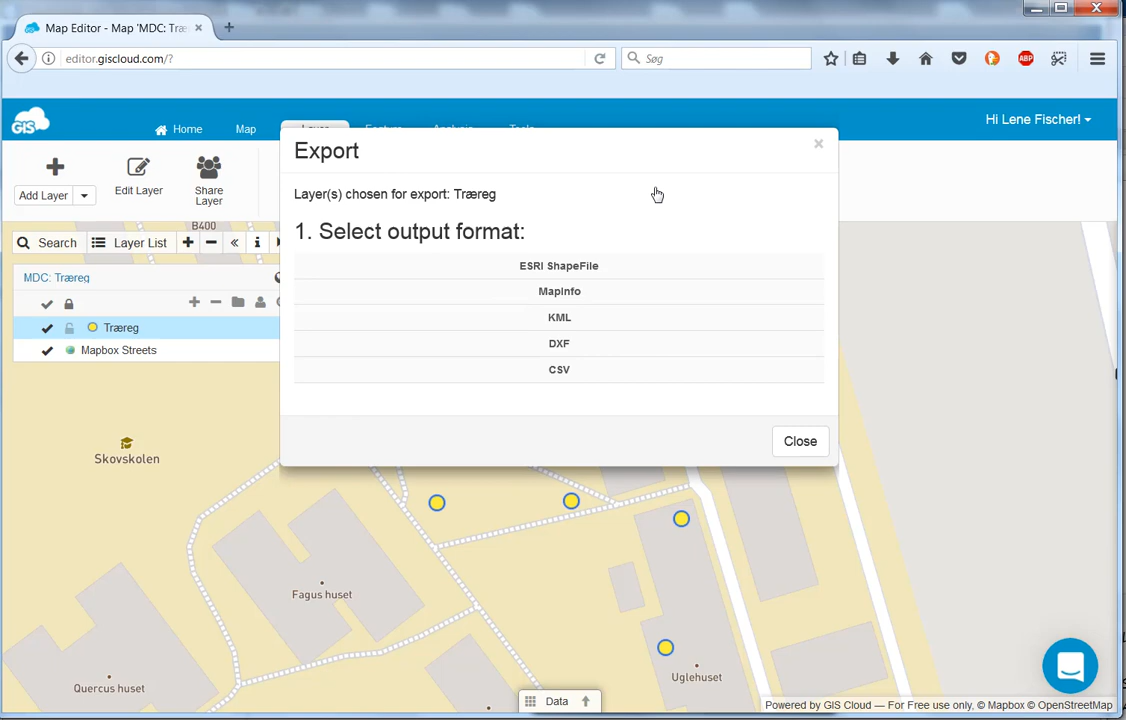 Map Editor - Map 'MDC: Træ
editor.giscloud.com/?
Søg
ABP
GIS
Home
Map
Tools
Hi Lene Fischer!
Add Layer
Edit Layer
Share
Layer
Export
Layer(s) chosen for export: Træreg
1. Select output format:
ESRI ShapeFile
MapInfo
KML
DXF
CSV
Close
B400
Search
Layer List
MDC: Træreg
Træreg
Mapbox Streets
Skovskolen
Fagus huset
Quercus huset
Uglehuset
Data
Powered by GIS Cloud — For Free use only, © Mapbox © OpenStreetMap